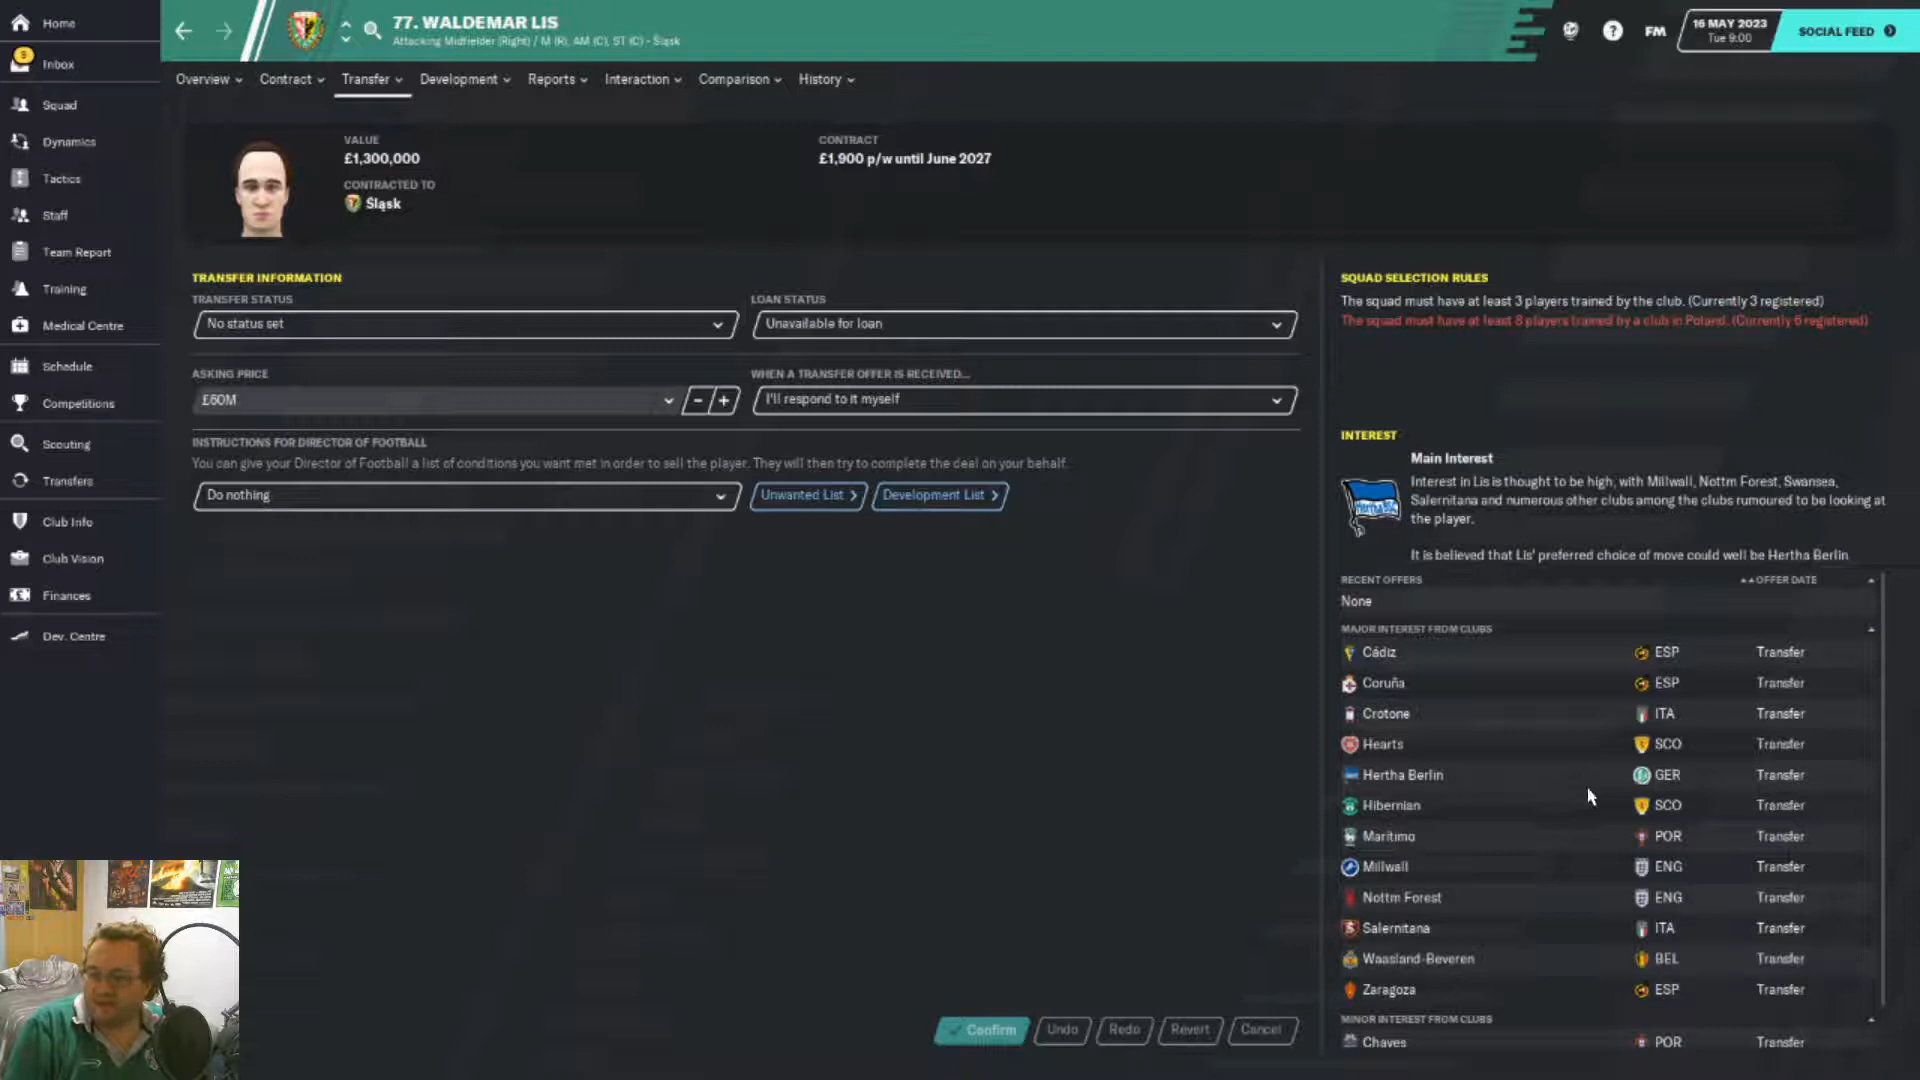 Home
77. WALDEMAR LIS
Attacking Midfielder (Right) / M (R), AM (C), ST (C) - Śląsk
FM
16 MAY 2023
Tue 9:00
SOCIAL FEED
Inbox
Overview
Contract
Transfer
Development
Reports
Interaction
Comparison
History
Squad
Dynamics
Tactics
Staff
Team Report
Training
Medical Centre
Schedule
Competitions
Scouting
Transfers
Club Info
Club Vision
Finances
Dev. Centre
VALUE
£1,300,000
CONTRACTED TO
Śląsk
CONTRACT
£1,900 p/w until June 2027
TRANSFER INFORMATION
TRANSFER STATUS
No status set
LOAN STATUS
Unavailable for loan
ASKING PRICE
£60M
- +
WHEN A TRANSFER OFFER IS RECEIVED...
I'll respond to it myself
INSTRUCTIONS FOR DIRECTOR OF FOOTBALL
You can give your Director of Football a list of conditions you want met in order to sell the player. They will then try to complete the deal on your behalf.
Do nothing
Unwanted List >
Development List >
SQUAD SELECTION RULES
The squad must have at least 3 players trained by the club. (Currently 3 registered)
The squad must have at least 8 players trained by a club in Poland. (Currently 6 registered)
INTEREST
Main Interest
Interest in Lis is thought to be high, with Millwall, Nottm Forest, Swansea,
Salernitana and numerous other clubs among the clubs rumoured to be looking at
the player.
It is believed that Lis' preferred choice of move could well be Hertha Berlin
RECENT OFFERS
OFFER DATE
None
MAJOR INTEREST FROM CLUBS
Cádiz ESP Transfer
Coruña ESP Transfer
Crotone ITA Transfer
Hearts SCO Transfer
Hertha Berlin GER Transfer
Hibernian SCO Transfer
Marítimo POR Transfer
Millwall ENG Transfer
Nottm Forest ENG Transfer
Salernitana ITA Transfer
Waasland-Beveren BEL Transfer
Zaragoza ESP Transfer
MINOR INTEREST FROM CLUBS
Chaves POR Transfer
Confirm
Undo
Redo
Revert
Cancel